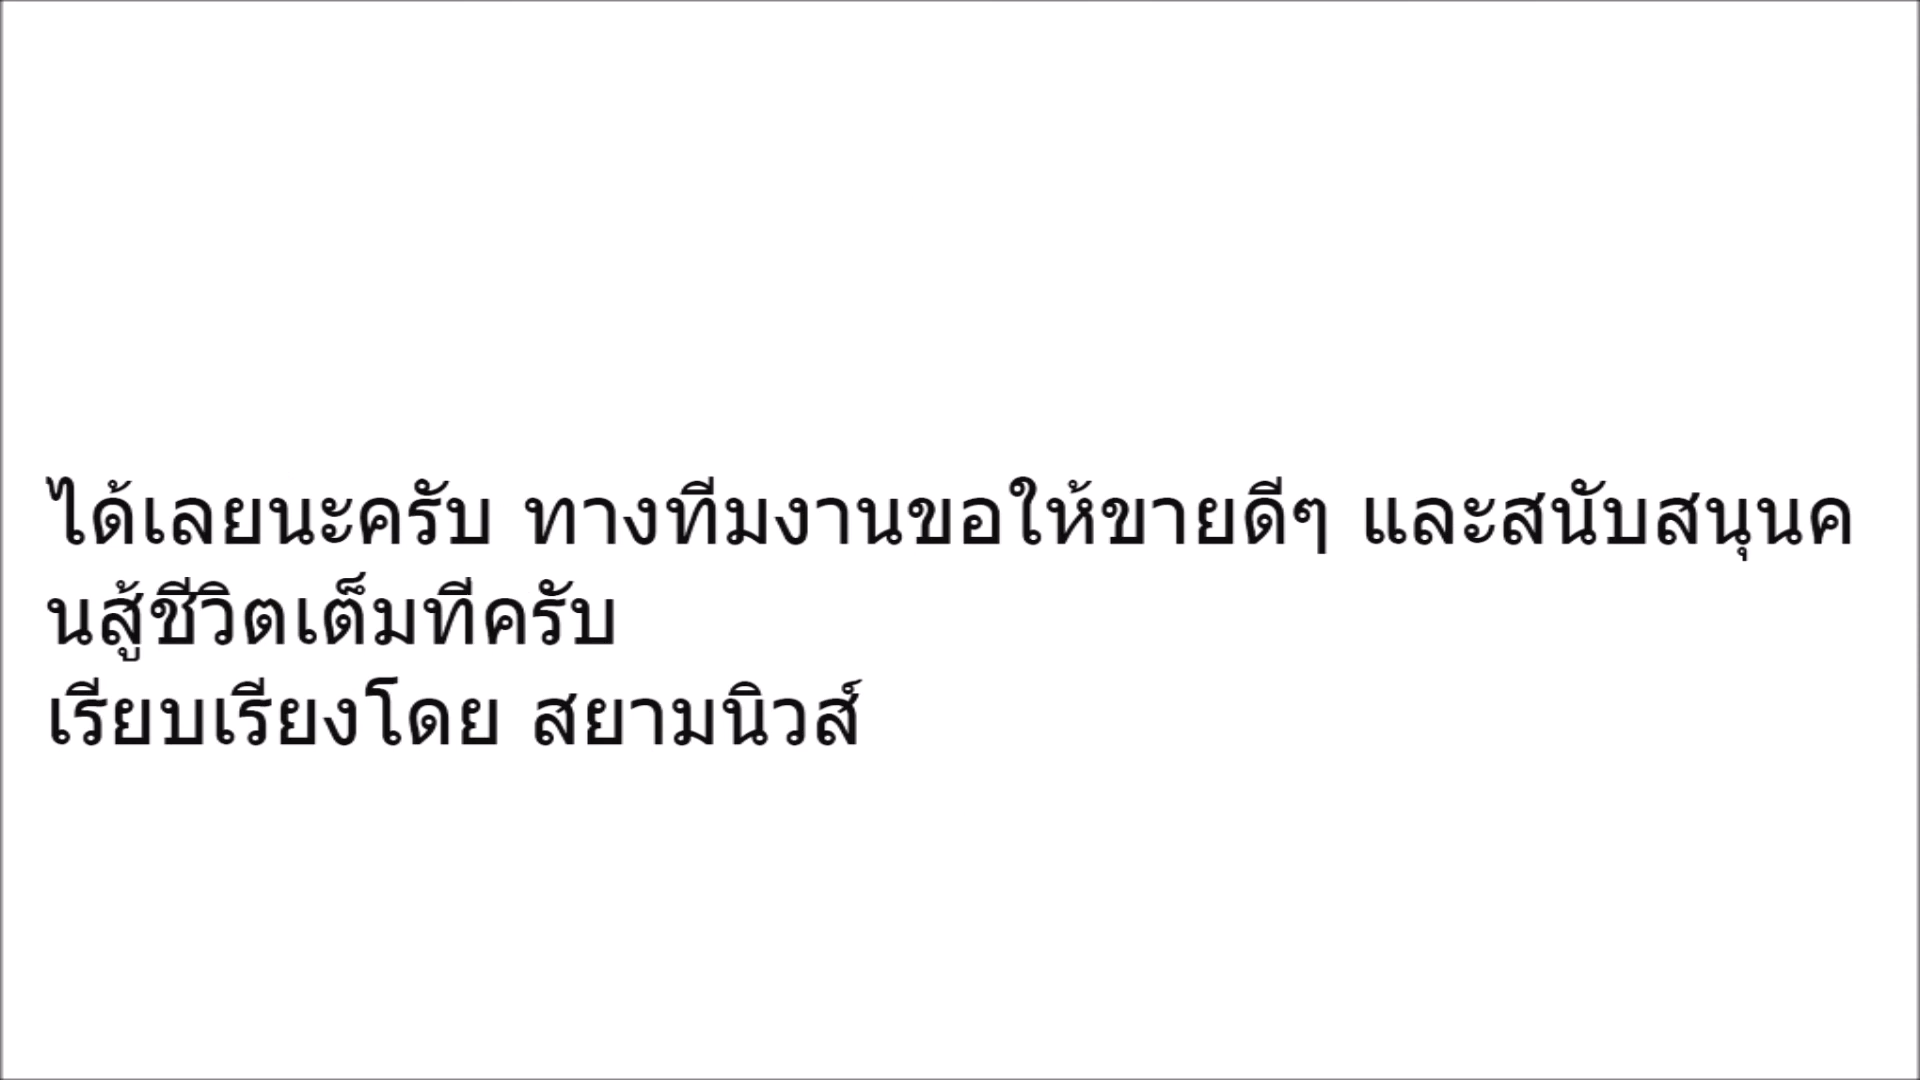 ได้เลยนะครับ ทางทีมงานขอให้ขายดีๆ และสนับสนุนค
นสู้ชีวิตเต็มที่ครับ
เรียบเรียงโดย สยามนิวส์